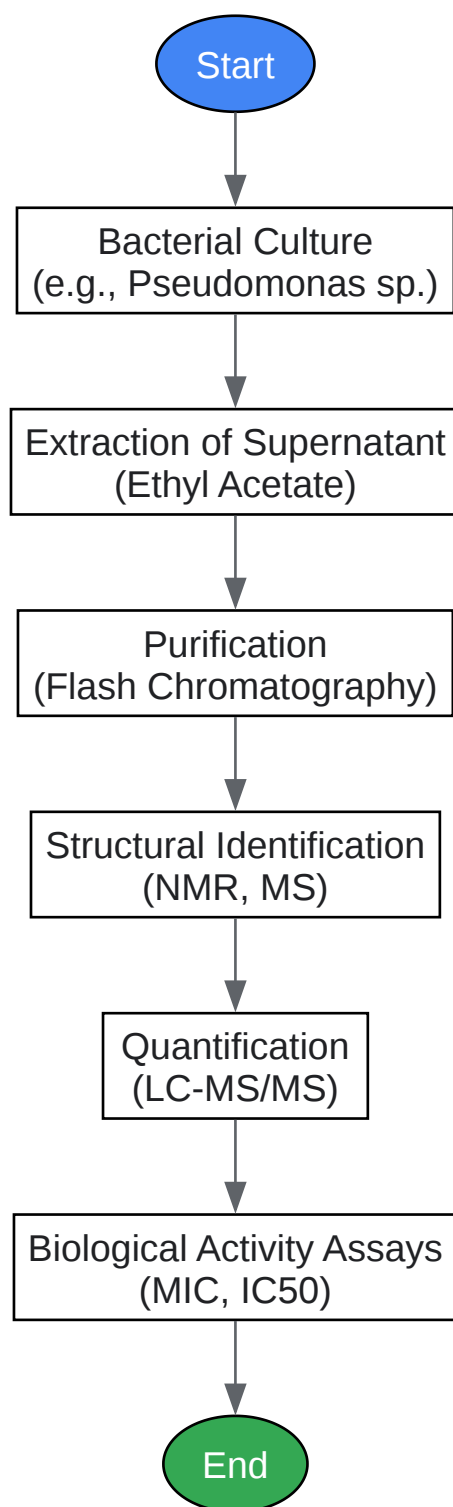 Start
Bacterial Culture
(e.g., Pseudomonas sp.)
Extraction of Supernatant
(Ethyl Acetate)
Purification
(Flash Chromatography)
Structural Identification
(NMR, MS)
Quantification
(LC-MS/MS)
Biological Activity Assays
(MIC, IC50)
End